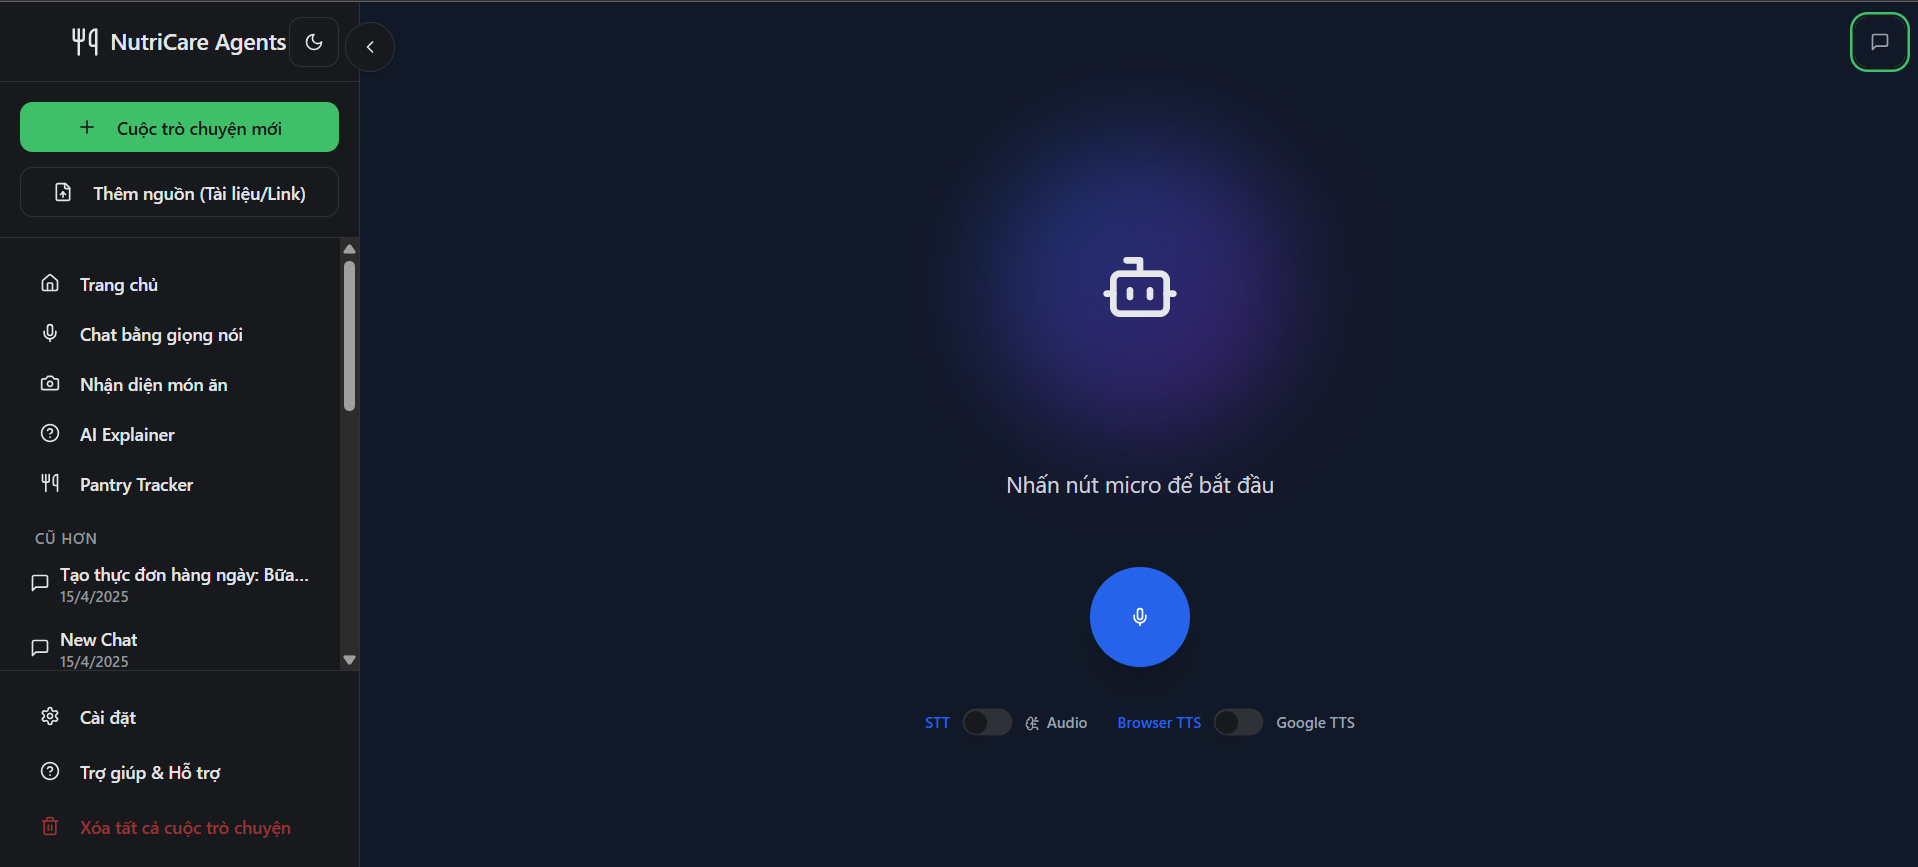 NutriCare Agents
Cuộc trò chuyện mới
Thêm nguồn (Tài liệu/Link)
Trang chủ
Chat bằng giọng nói
Nhận diện món ăn
AI Explainer
Pantry Tracker
CŨ HƠN
Tạo thực đơn hàng ngày: Bữa...
15/4/2025
New Chat
15/4/2025
Cài đặt
Trợ giúp & Hỗ trợ
Xóa tất cả cuộc trò chuyện
Nhấn nút micro để bắt đầu
STT Audio Browser TTS Google TTS